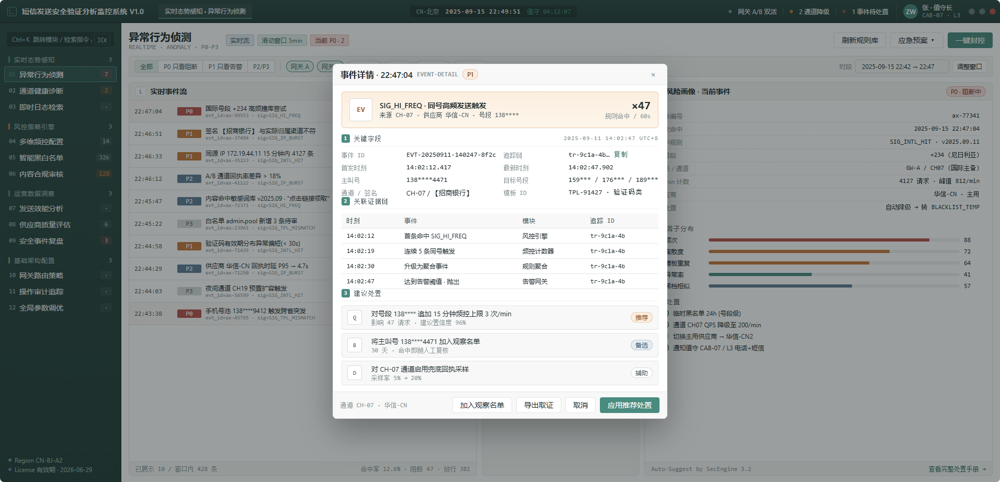 短信发送安全验证分析监控系统 V1.0
实时态势感知 › 异常行为侦测
CN·北京 2025-09-15 22:49:51 值守 04:12:07
网关 A/B 双活
2 通道降级
1 事件待处置
ZW
张 · 值守长
CAB-07 · L3
Ctrl+K 跳转模块 / 检索指令 /
⌘K
实时态势感知 3
01 异常行为侦测 7
02 通道健康诊断 2
03 即时日志检索 ·
风控策略引擎 3
04 多维频控配置 14
05 智能黑白名单 32k
06 内容合规审核 128
运营数据洞察 3
07 发送效能分析 ·
08 供应商质量评估 6
09 安全事件复盘 3
基础架构配置 3
10 网关路由策略 ·
11 操作审计追踪 ·
12 全局参数调优 ·
Region CN-BJ-A2
License 有效期 · 2026-06-29
异常行为侦测
REALTIME · ANOMALY · P0-P3
实时流
滑动窗口 5min
当前 P0 · 2
刷新规则库
应急预案 ▾
一键封控
全部
P0 只看阻断
P1 只看告警
P2/P3
网关 A
网关
时段
2025-09-15 22:42 → 22:47
调整窗口
L 实时事件流
22:47:04 P0 国际号段 +234 高频撞库尝试
evt_id=ax-99553 · sig=SIG_HI_FREQ
22:46:51 P1 签名 【招商银行】 与实际归属渠道不符
evt_id=ax-37494 · sig=SIG_IP_BURST
22:46:33 P1 同源 IP 172.19.44.11 15 分钟内 4127 条
evt_id=ax-35223 · sig=SIG_INTL_HIT
22:46:12 P2 A/B 通道回执率差异 > 18%
evt_id=ax-41122 · sig=SIG_IP_BURST
22:45:47 P2 内容命中敏感词库 v2025.09 · "点击链接领取"
evt_id=ax-72371 · sig=SIG_HI_FREQ
22:45:22 P3 白名单 admin.pool 新增 3 条待审
evt_id=ax-23961 · sig=SIG_TPL_MISMATCH
22:44:58 P1 验证码有效期分布异常偏短(< 30s)
evt_id=ax-71435 · sig=SIG_INTL_HIT
22:44:29 P2 供应商 华信-CN 回执时延 P95 → 4.7s
evt_id=ax-71250 · sig=SIG_IP_BURST
22:44:03 P3 夜间通道 CH19 预置扩容触发
evt_id=ax-56599 · sig=SIG_INTL_HIT
22:43:38 P0 手机号池 138****9412 触发跨省突发
evt_id=ax-45795 · sig=SIG_TPL_MISMATCH
已展示 10 / 窗口内 428 条
命中率 12.6% · 阻断 47 · 放行 381
事件详情 · 22:47:04 EVENT-DETAIL P1 ×
EV
SIG_HI_FREQ · 同号高频发送触发
来源 CH-07 · 供应商 华信-CN · 号段 138****
×47
规则命中 / 60s
1 关键字段 2025-09-11 14:02:47 UTC+8
事件 ID EVT-20250911-140247-8f2c 追踪链 tr-9c1a-4b… 复制
首发时刻 14:02:12.417 最新时刻 14:02:47.902
主叫号 138****4471 目标号段 159*** / 176*** / 189***
通道 / 签名 CH-07 / 【招商银行】 模板 ID TPL-91427 · 验证码类
2 关联证据链
时刻 事件 模块 追踪 ID
14:02:12 首条命中 SIG_HI_FREQ 风控引擎 tr-9c1a-4b
14:02:19 连续 5 条同号触发 频控计数器 tr-9c1a-4b
14:02:30 升级为聚合事件 规则聚合 tr-9c1a-4b
14:02:47 达到告警阈值 · 抛出 告警网关 tr-9c1a-4b
3 建议处置
Q 对号段 138**** 追加 15 分钟频控上限 3 次/min 推荐
影响 47 请求 · 建议置信度 96%
B 将主叫号 138****4471 加入观察名单 备选
30 天 · 命中即抛人工复核
D 对 CH-07 通道启用兜底回执采样 辅助
采样率 5% → 20%
通道 CH-07 · 华信-CN
加入观察名单
导出取证
取消
应用推荐处置
风险画像 · 当前事件 P0 · 阻断中
件编号 ax-77341
次命中 2025-09-15 22:47:04
中规则 SIG_INTL_HIT · v2025.09.11
号段 +234 (尼日利亚)
/ 通道 GW-A / CH07 (国际主备)
min 计数 4127 请求 · 峰值 812/min
应商 华信-CN · 主用
处置 自动降级 → 转 BLACKLIST_TEMP
因子分布
频次 88
离散度 72
模板重复 64
异常率 41
黑档相似 57
处置
临时黑名单 24h (号段级)
通道 CH07 QPS 降级至 200/min
切换主用供应商 → 华信-CN2
通知值守 CAB-07 / L3 电话+短信
Auto-Suggest by SecEngine 3.2
查看完整处置手册 →